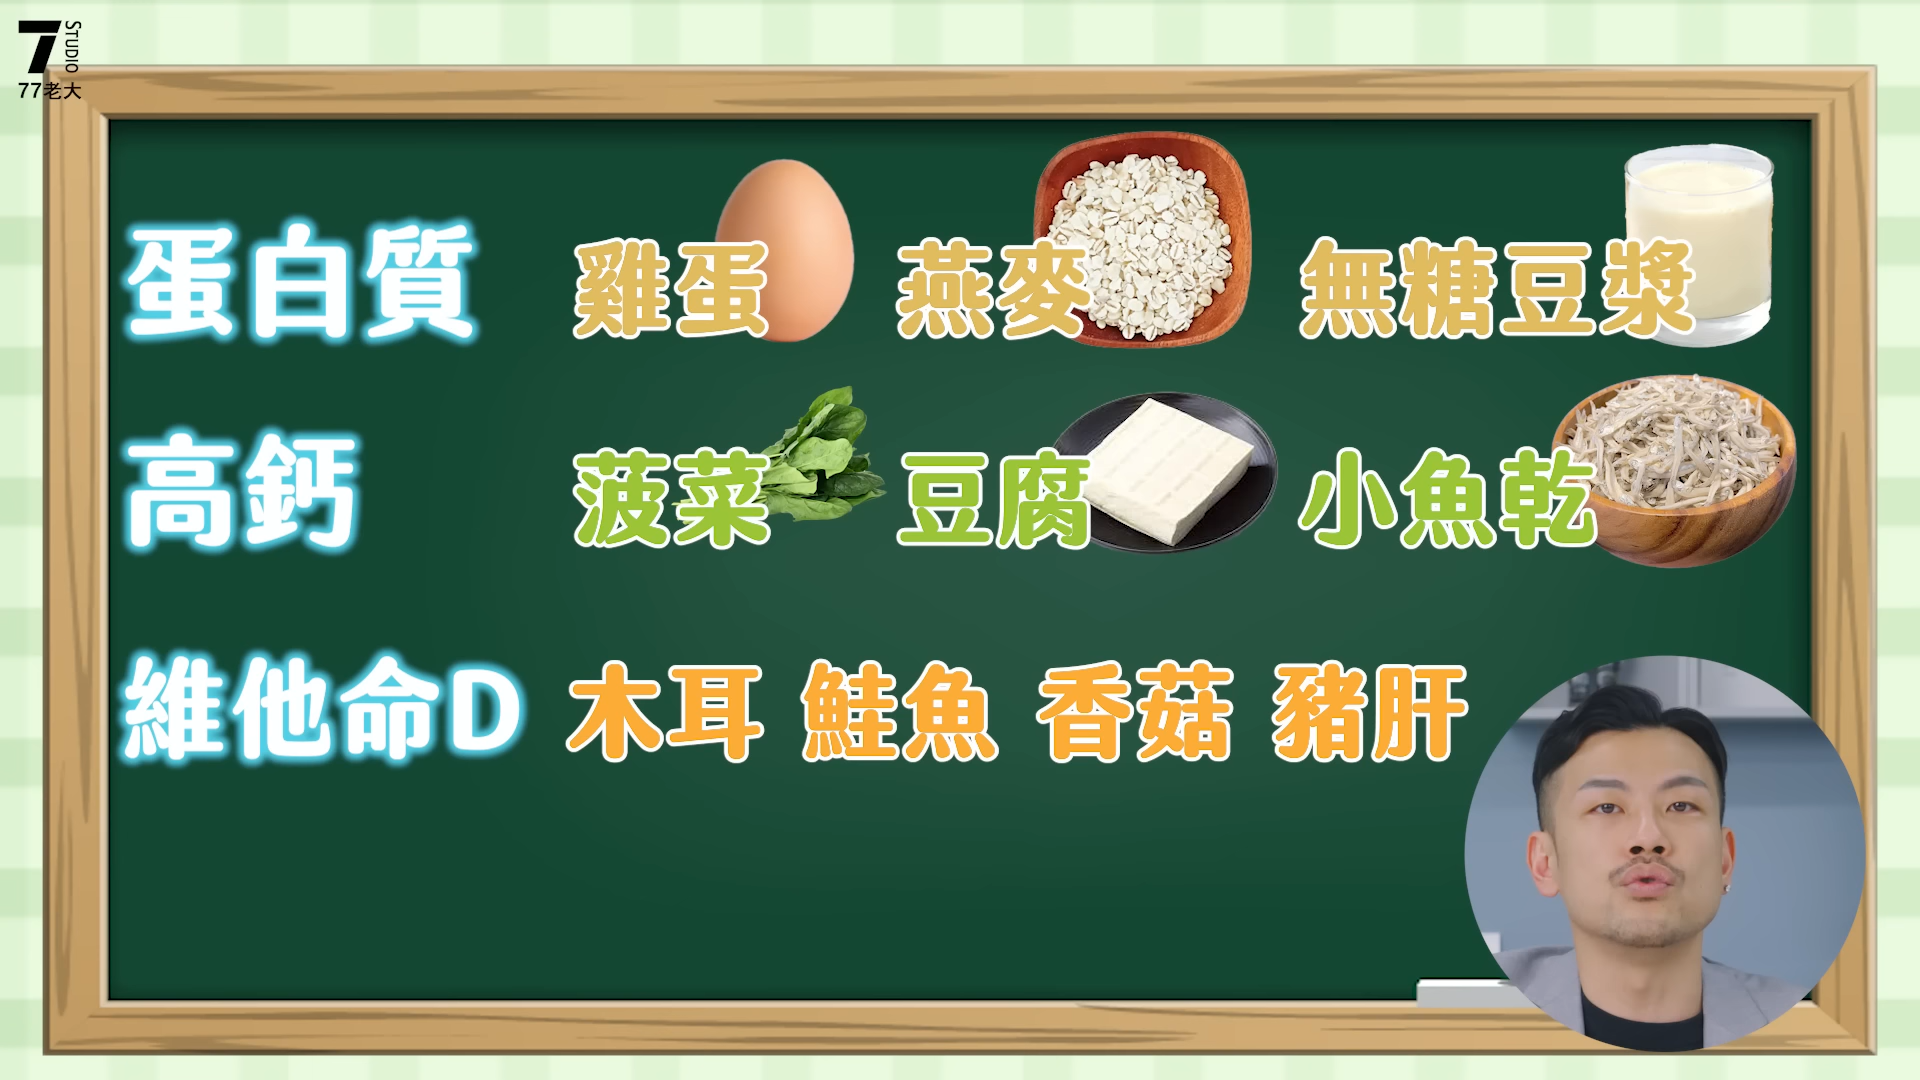 7 STUDIO
77老大
蛋白質 雞蛋 燕麥 無糖豆漿
高鈣 菠菜 豆腐 小魚乾
維他命D 木耳 鮭魚 香菇 豬肝